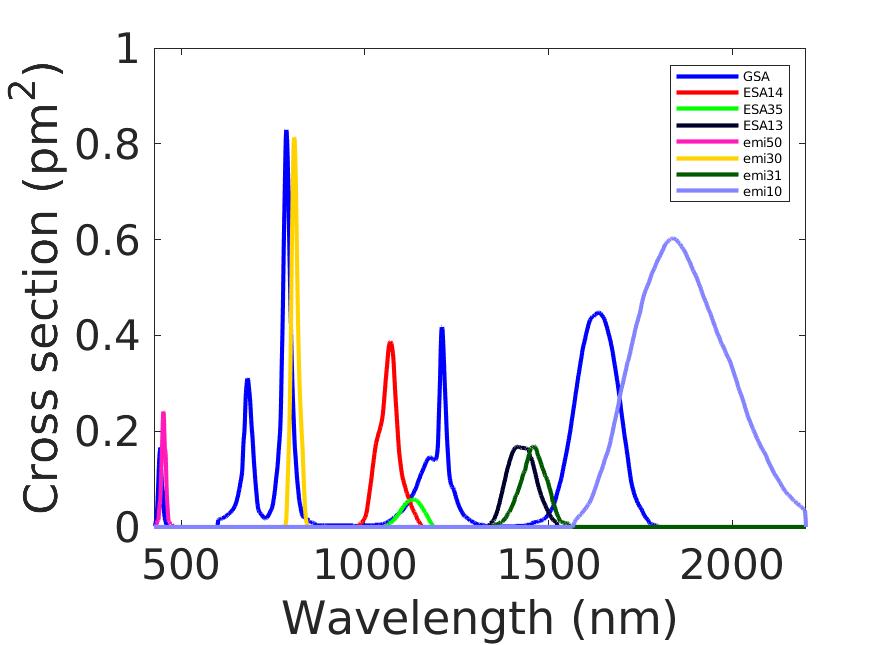 1
0.8
0.6
0.4
0.2
0
500 1000 1500 2000
Wavelength (nm)
Cross section (pm²)
GSA
ESA14
ESA35
ESA13
emi50
emi30
emi31
emi10